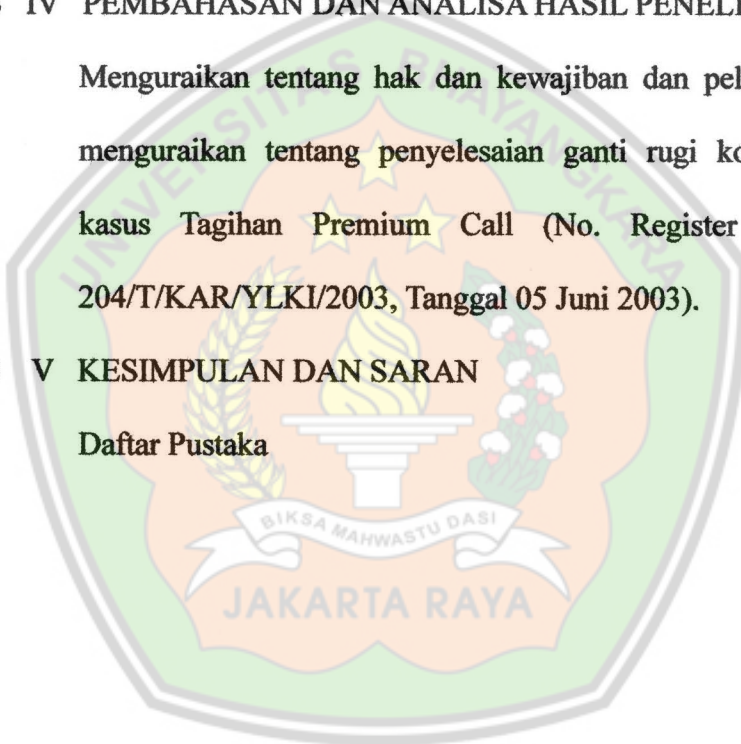 IV PEMBAHASAN DAN ANALISA HASIL
Menguraikan tentang hak dan kewajiban dan
menguraikan tentang penyelesaian ganti rugi
kasus Tagihan Premium Call (No. Register
204/T/KAR/YLKI/2003, Tanggal 05 Juni 2003).
V KESIMPULAN DAN SARAN
Daftar Pustaka
UNIVERSITAS BHAYANGKARA
BIKSA MAHWASTU DASI
JAKARTA RAYA